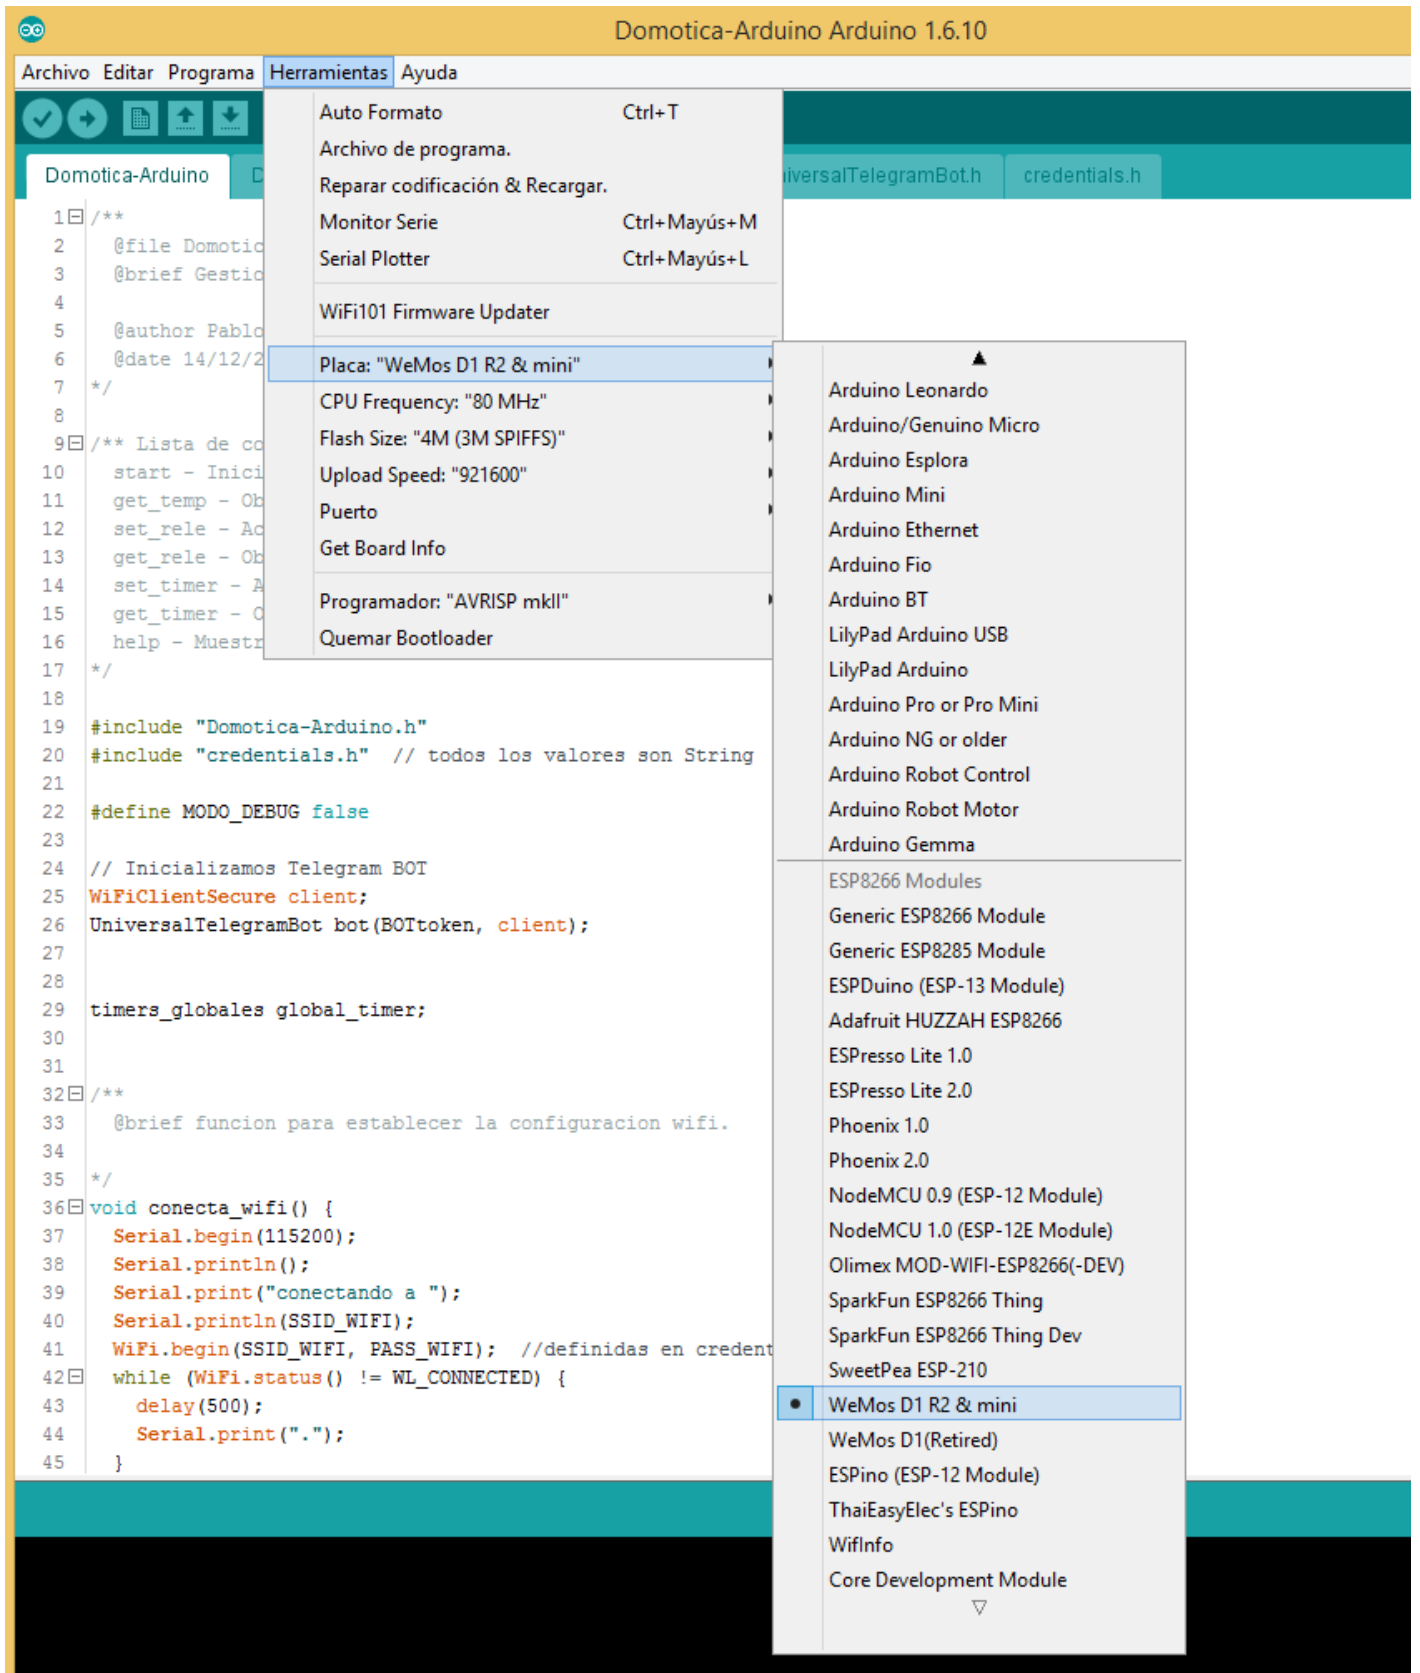 Domotica-Arduino Arduino 1.6.10
Archivo Editar Programa Herramientas Ayuda
Auto Formato Ctrl+T
Archivo de programa.
Reparar codificación & Recargar.
Monitor Serie Ctrl+Mayús+M
Serial Plotter Ctrl+Mayús+L
WiFi101 Firmware Updater
Placa: "WeMos D1 R2 & mini"
CPU Frequency: "80 MHz"
Flash Size: "4M (3M SPIFFS)"
Upload Speed: "921600"
Puerto
Get Board Info
Programador: "AVRISP mkII"
Quemar Bootloader
Arduino Leonardo
Arduino/Genuino Micro
Arduino Esplora
Arduino Mini
Arduino Ethernet
Arduino Fio
Arduino BT
LilyPad Arduino USB
LilyPad Arduino
Arduino Pro or Pro Mini
Arduino NG or older
Arduino Robot Control
Arduino Robot Motor
Arduino Gemma
ESP8266 Modules
Generic ESP8266 Module
Generic ESP8285 Module
ESPDuino (ESP-13 Module)
Adafruit HUZZAH ESP8266
ESPresso Lite 1.0
ESPresso Lite 2.0
Phoenix 1.0
Phoenix 2.0
NodeMCU 0.9 (ESP-12 Module)
NodeMCU 1.0 (ESP-12E Module)
Olimex MOD-WIFI-ESP8266(-DEV)
SparkFun ESP8266 Thing
SparkFun ESP8266 Thing Dev
SweetPea ESP-210
WeMos D1 R2 & mini
WeMos D1(Retired)
ESPino (ESP-12 Module)
ThaiEasyElec's ESPino
WifInfo
Core Development Module
Domotica-Arduino D iversalTelegramBot.h credentials.h
1 /**
2 @file Domotic
3 @brief Gestio
4
5 @author Pablo
6 @date 14/12/2
7 */
8
9 /** Lista de co
10 start - Inici
11 get_temp - Ob
12 set_rele - Ac
13 get_rele - Ob
14 set_timer - A
15 get_timer - O
16 help - Muestr
17 */
18
19 #include "Domotica-Arduino.h"
20 #include "credentials.h" // todos los valores son String
21
22 #define MODO_DEBUG false
23
24 // Inicializamos Telegram BOT
25 WiFiClientSecure client;
26 UniversalTelegramBot bot(BOTtoken, client);
27
28
29 timers_globales global_timer;
30
31
32 /**
33 @brief funcion para establecer la configuracion wifi.
34
35 */
36 void conecta_wifi() {
37 Serial.begin(115200);
38 Serial.println();
39 Serial.print("conectando a ");
40 Serial.println(SSID_WIFI);
41 WiFi.begin(SSID_WIFI, PASS_WIFI); //definidas en credent
42 while (WiFi.status() != WL_CONNECTED) {
43 delay(500);
44 Serial.print(".");
45 }